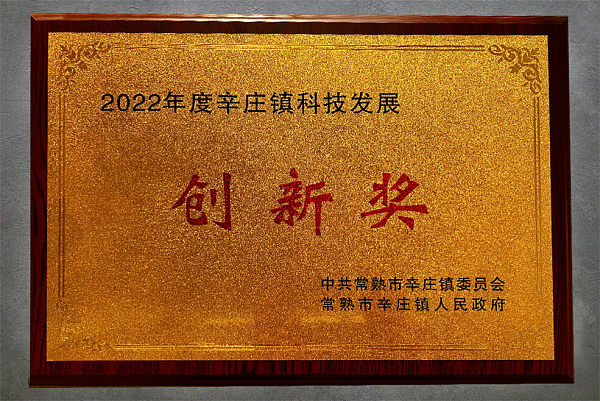 2022年度辛庄镇科技发展
创新奖
中共常熟市辛庄镇委员会
常熟市辛庄镇人民政府